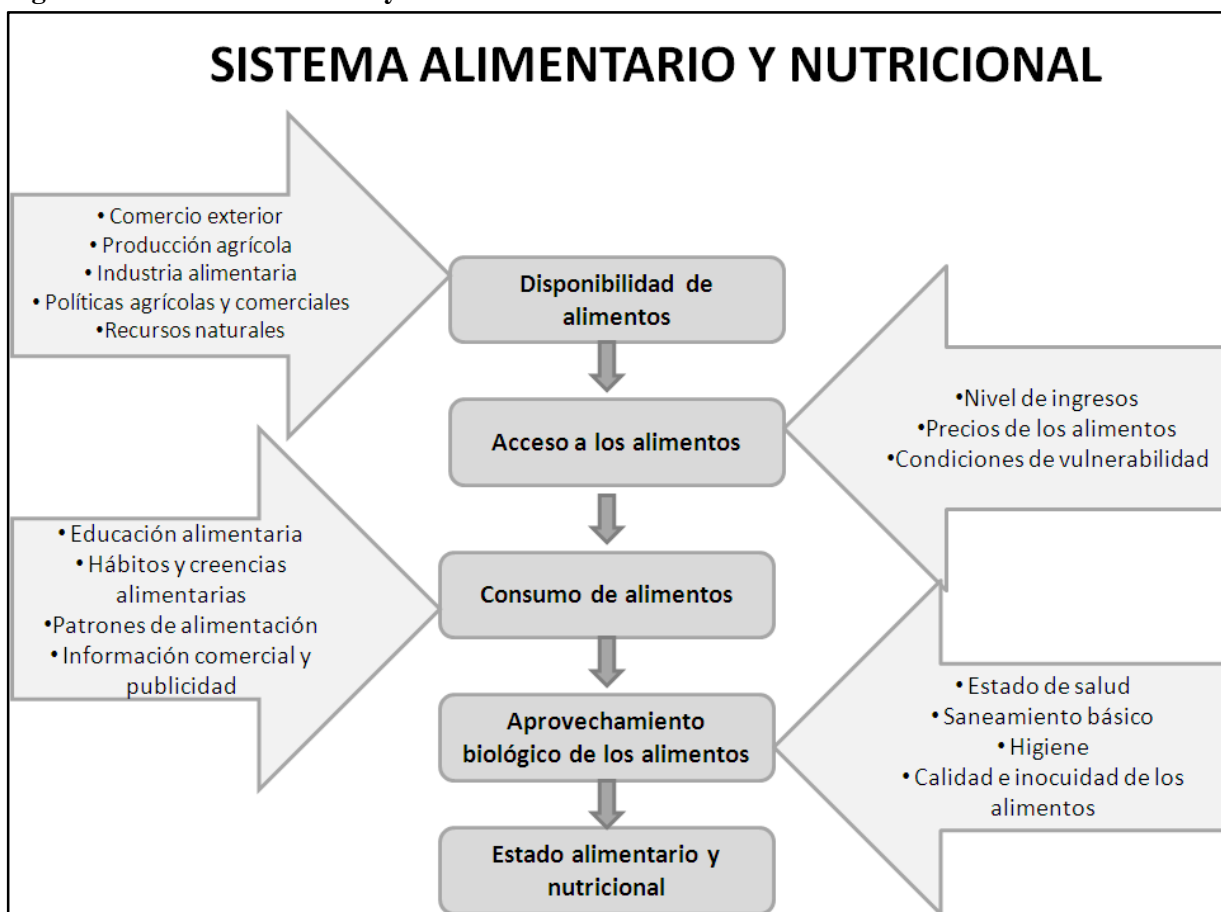 SISTEMA ALIMENTARIO Y NUTRICIONAL
• Comercio exterior
• Producción agrícola
• Industria alimentaria
• Políticas agrícolas y comerciales
•Recursos naturales
Disponibilidad de
alimentos
•Nivel de ingresos
•Precios de los alimentos
•Condiciones de vulnerabilidad
Acceso a los alimentos
• Educación alimentaria
• Hábitos y creencias
alimentarias
•Patrones de alimentación
• Información comercial y
publicidad
Consumo de alimentos
• Estado de salud
• Saneamiento básico
• Higiene
• Calidad e inocuidad de los
alimentos
Aprovechamiento
biológico de los alimentos
Estado alimentario y
nutricional